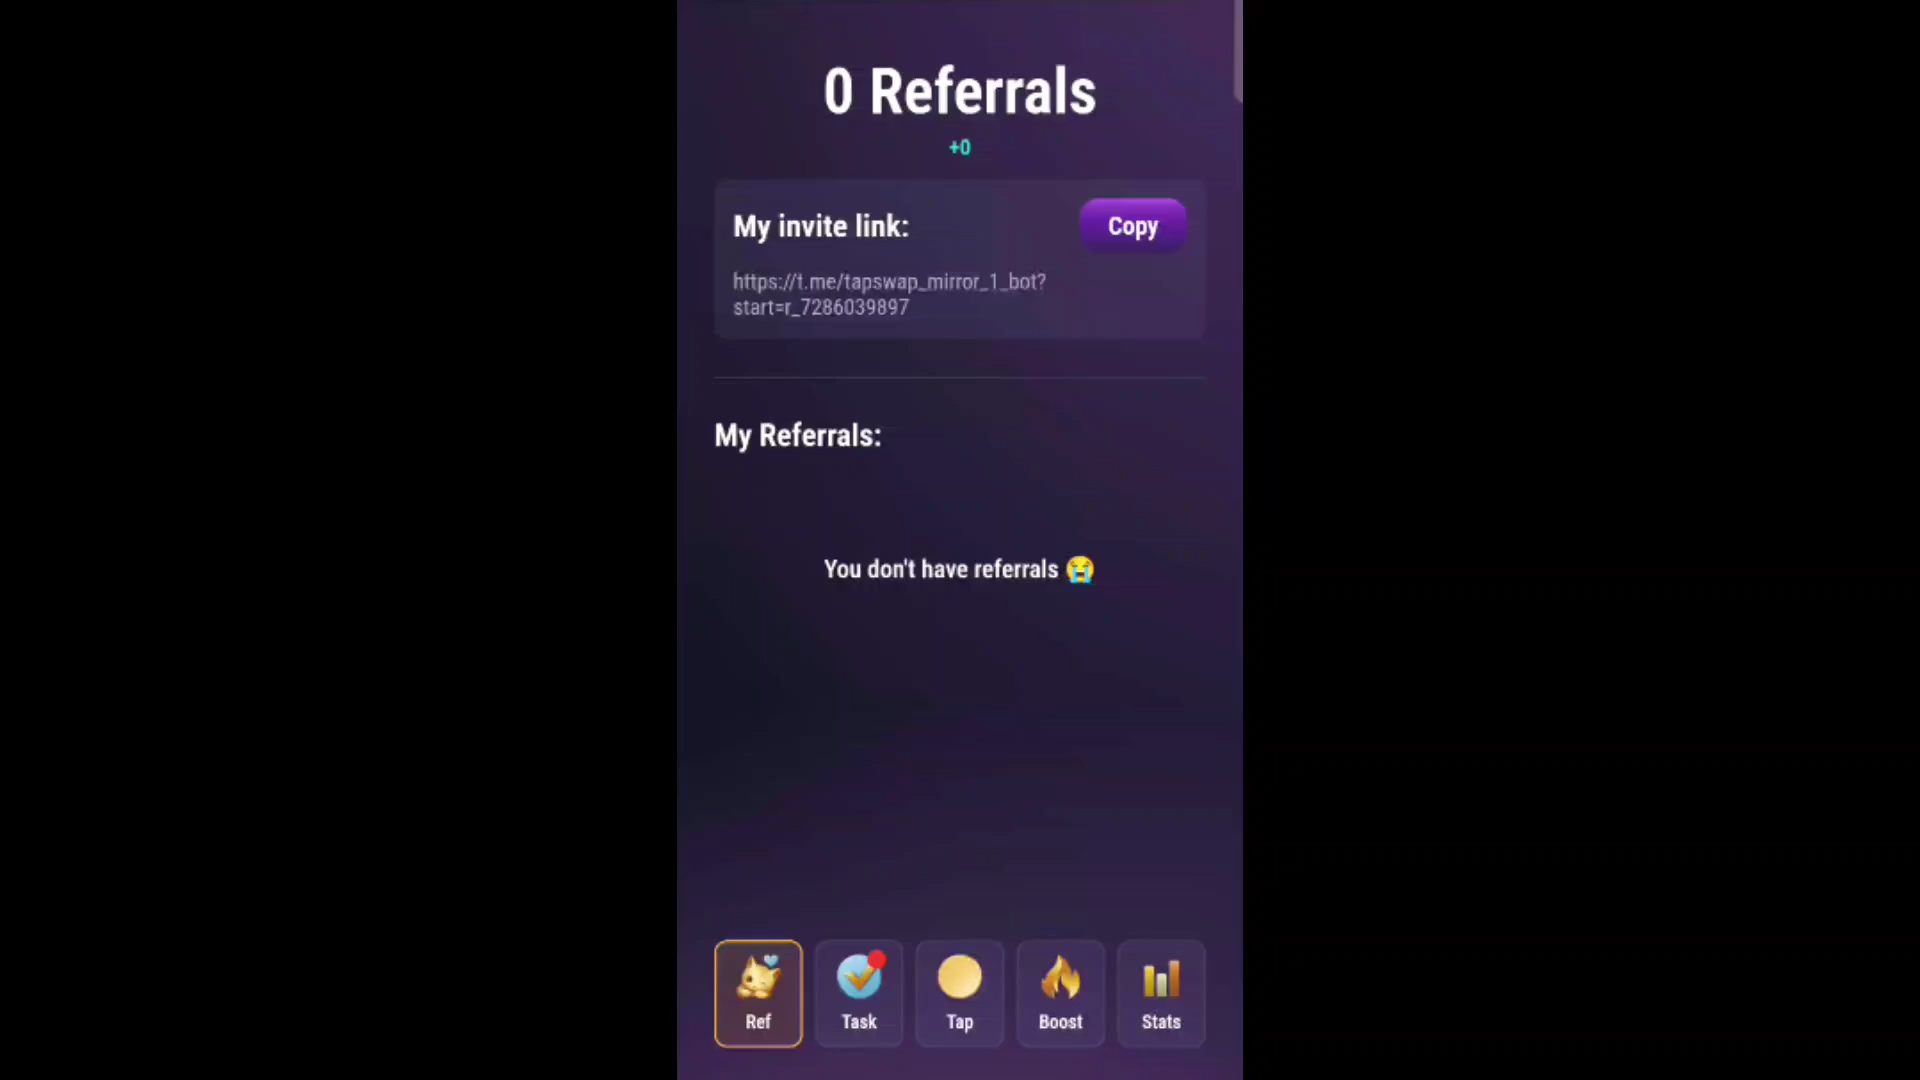 0 Referrals
+0
My invite link:
Copy
https://t.me/tapswap_mirror_1_bot?
start=r_7286039897
My Referrals:
You don't have referrals 😭
Ref
Task
Tap
Boost
Stats